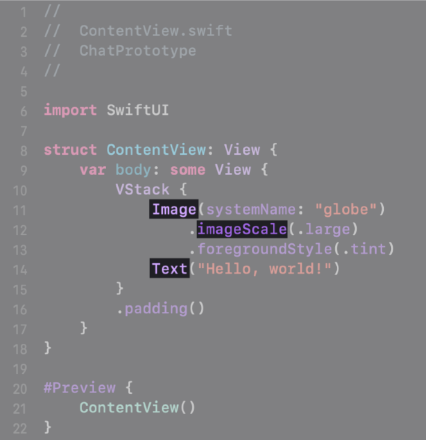 1 //
2 //  ContentView.swift
3 //  ChatPrototype
4 //
5
6 import SwiftUI
7
8 struct ContentView: View {
9     var body: some View {
10         VStack {
11             Image(systemName: "globe")
12                 .imageScale(.large)
13                 .foregroundStyle(.tint)
14             Text("Hello, world!")
15         }
16         .padding()
17     }
18 }
19
20 #Preview {
21     ContentView()
22 }